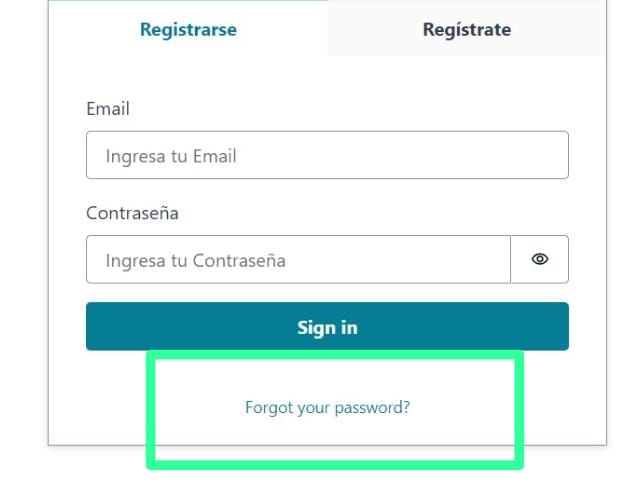 Registrarse
Regístrate
Email
Ingresa tu Email
Contraseña
Ingresa tu Contraseña
Sign in
Forgot your password?